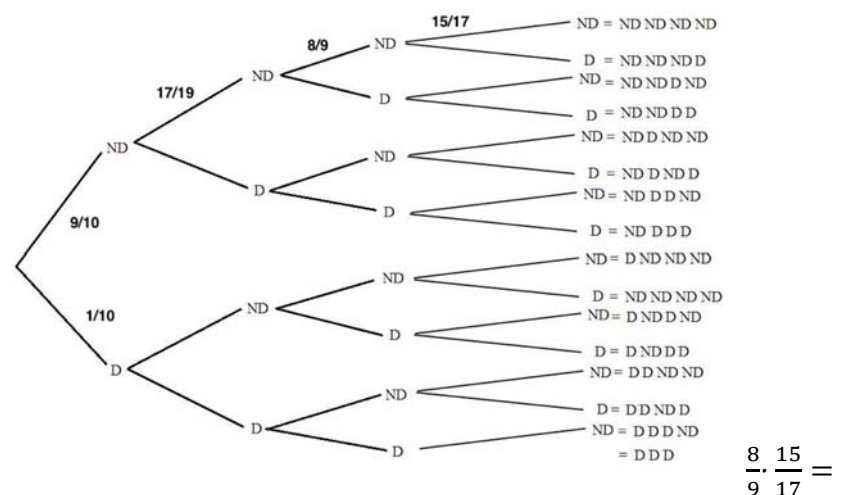 15/17
ND = ND ND ND ND
8/9
ND
D = ND ND ND D
17/19
ND
ND = ND ND D ND
D
D = ND ND D D
ND
ND = ND D ND ND
ND
D = ND D ND D
D
ND = ND D D ND
D
9/10
D = ND D D D
ND = D ND ND ND
ND
D = ND ND ND ND
1/10
ND
ND = D ND D ND
D
D = D ND D D
D
ND = D D ND ND
ND
D = D D ND D
D
ND = D D D ND
D
= D D D
8/9 · 15/17 =